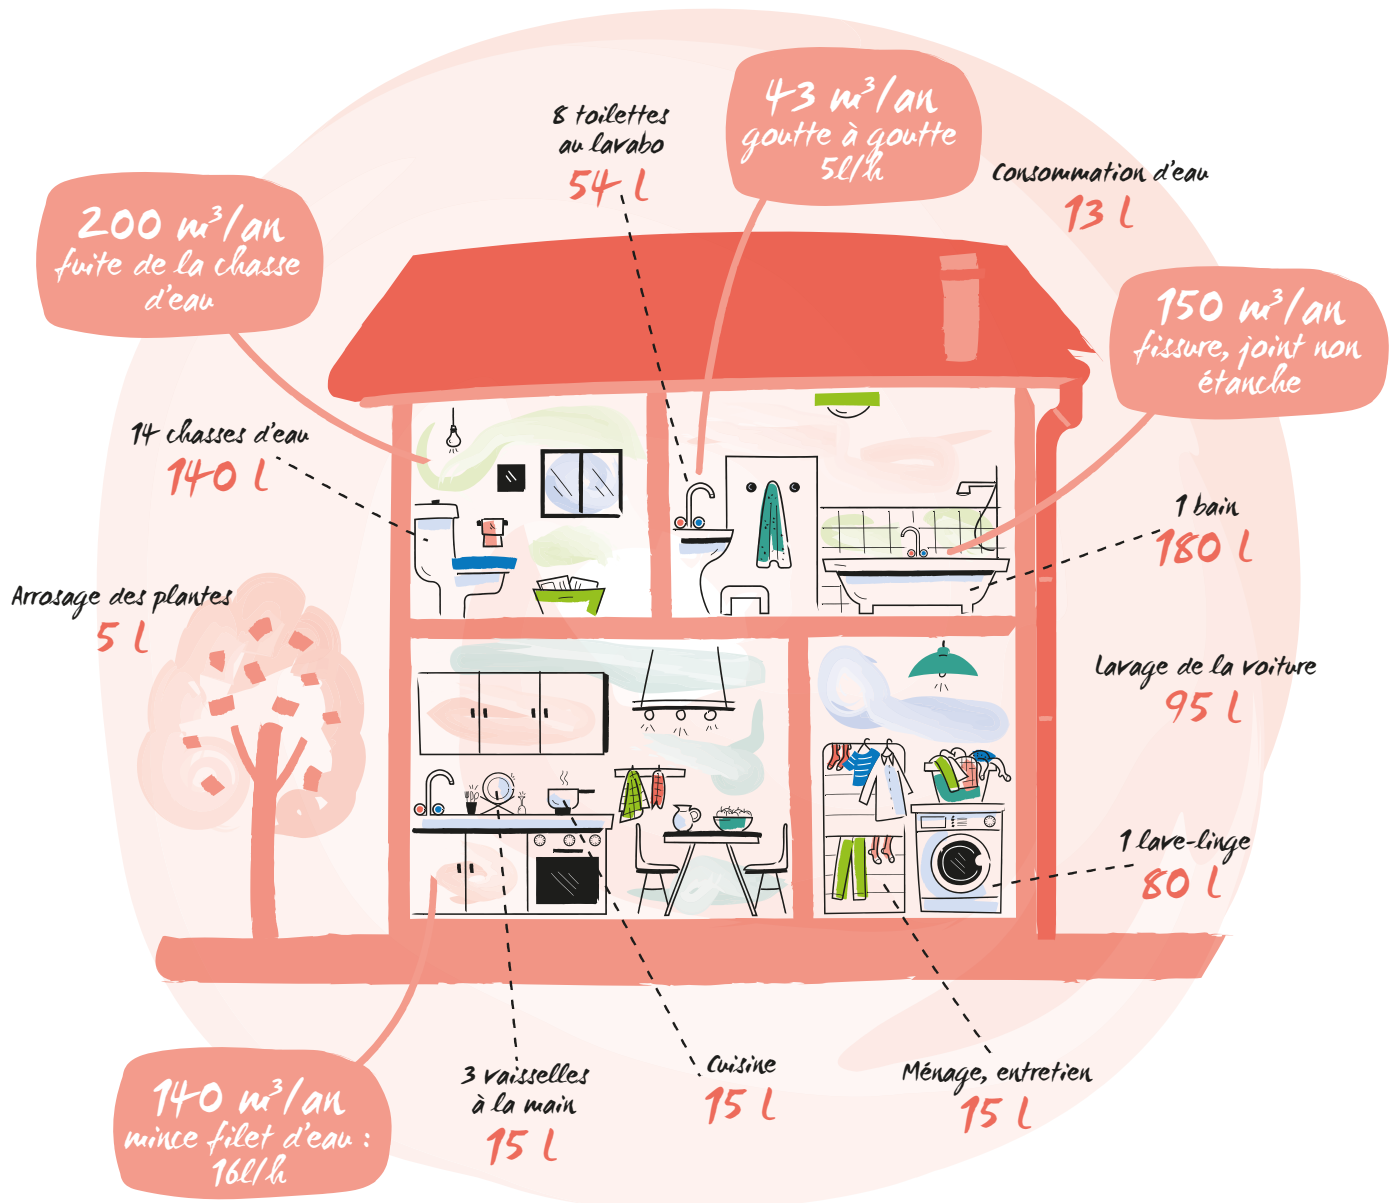 8 toilettes
au lavabo
54 l
43 m³/an
goutte à goutte
5l/h
Consommation d'eau
13 l
200 m³/an
fuite de la chasse
d'eau
150 m³/an
fissure, joint non
étanche
14 chasses d'eau
140 l
1 bain
180 l
Arrosage des plantes
5 l
Lavage de la voiture
95 l
1 lave-linge
80 l
140 m³/an
mince filet d'eau :
16l/h
3 vaisselles
à la main
15 l
Cuisine
15 l
Ménage, entretien
15 l